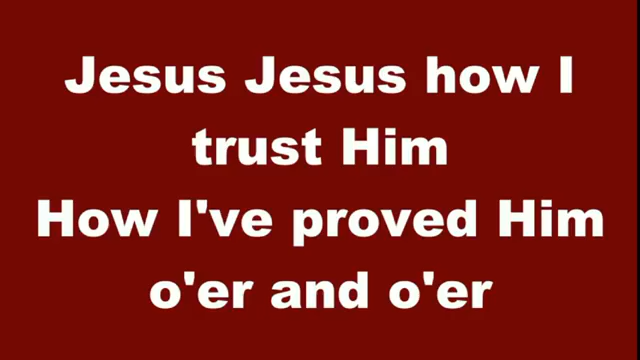 Jesus Jesus how I
trust Him
How I've proved Him
o'er and o'er